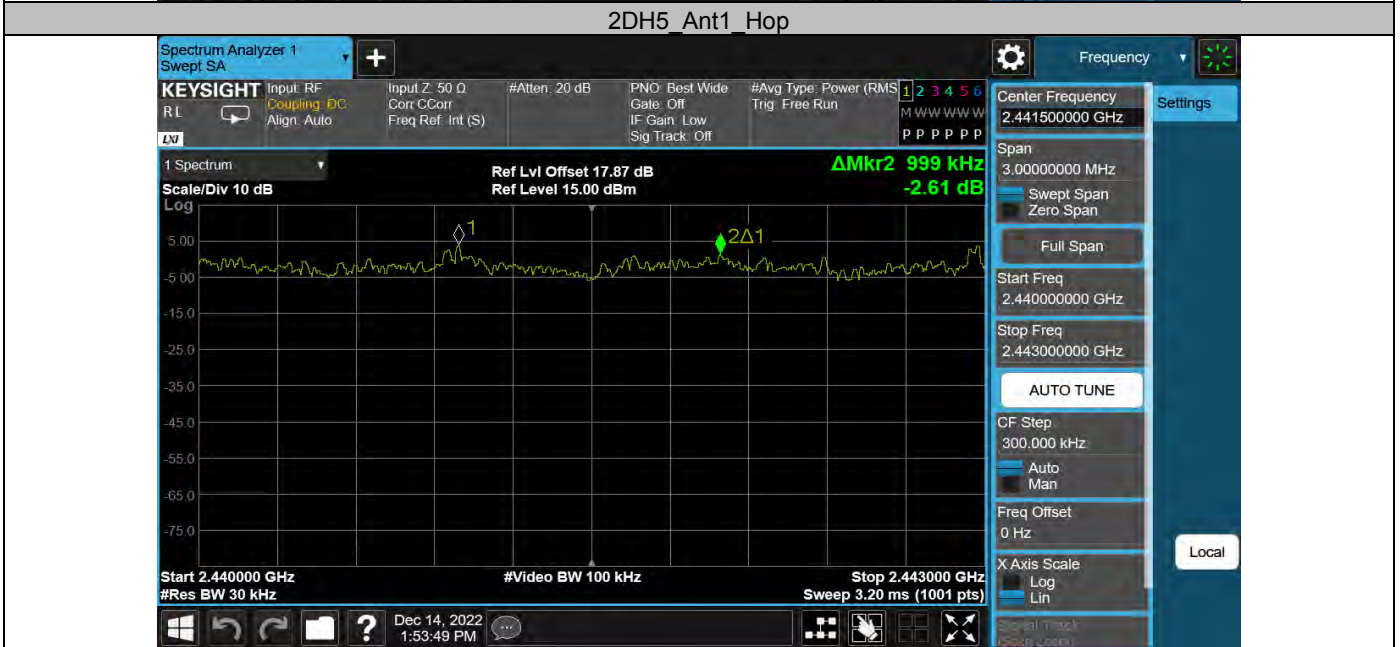 2DH5_Ant1_Hop
Spectrum Analyzer 1
Swept SA
Frequency
KEYSIGHT
RL
LXI
Input: RF
Coupling: DC
Align: Auto
Input Z: 50 Ω
Corr CCorr
Freq Ref: Int (S)
#Atten: 20 dB
PNO: Best Wide
Gate: Off
IF Gain: Low
Sig Track: Off
#Avg Type: Power (RMS
Trig: Free Run
1 2 3 4 5 6
M W W W W W
P P P P P P
1 Spectrum
Scale/Div 10 dB
Log
Ref Lvl Offset 17.87 dB
Ref Level 15.00 dBm
ΔMkr2 999 kHz
-2.61 dB
1
2Δ1
5.00
-5.00
-15.0
-25.0
-35.0
-45.0
-55.0
-65.0
-75.0
Start 2.440000 GHz
#Res BW 30 kHz
#Video BW 100 kHz
Stop 2.443000 GHz
Sweep 3.20 ms (1001 pts)
Dec 14, 2022
1:53:49 PM
Center Frequency
2.441500000 GHz
Settings
Span
3.00000000 MHz
Swept Span
Zero Span
Full Span
Start Freq
2.440000000 GHz
Stop Freq
2.443000000 GHz
AUTO TUNE
CF Step
300.000 kHz
Auto
Man
Freq Offset
0 Hz
Local
X Axis Scale
Log
Lin
Signal Track
(Span Zoom)